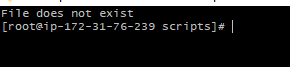 File does not exist
[root@ip-172-31-76-239 scripts]#